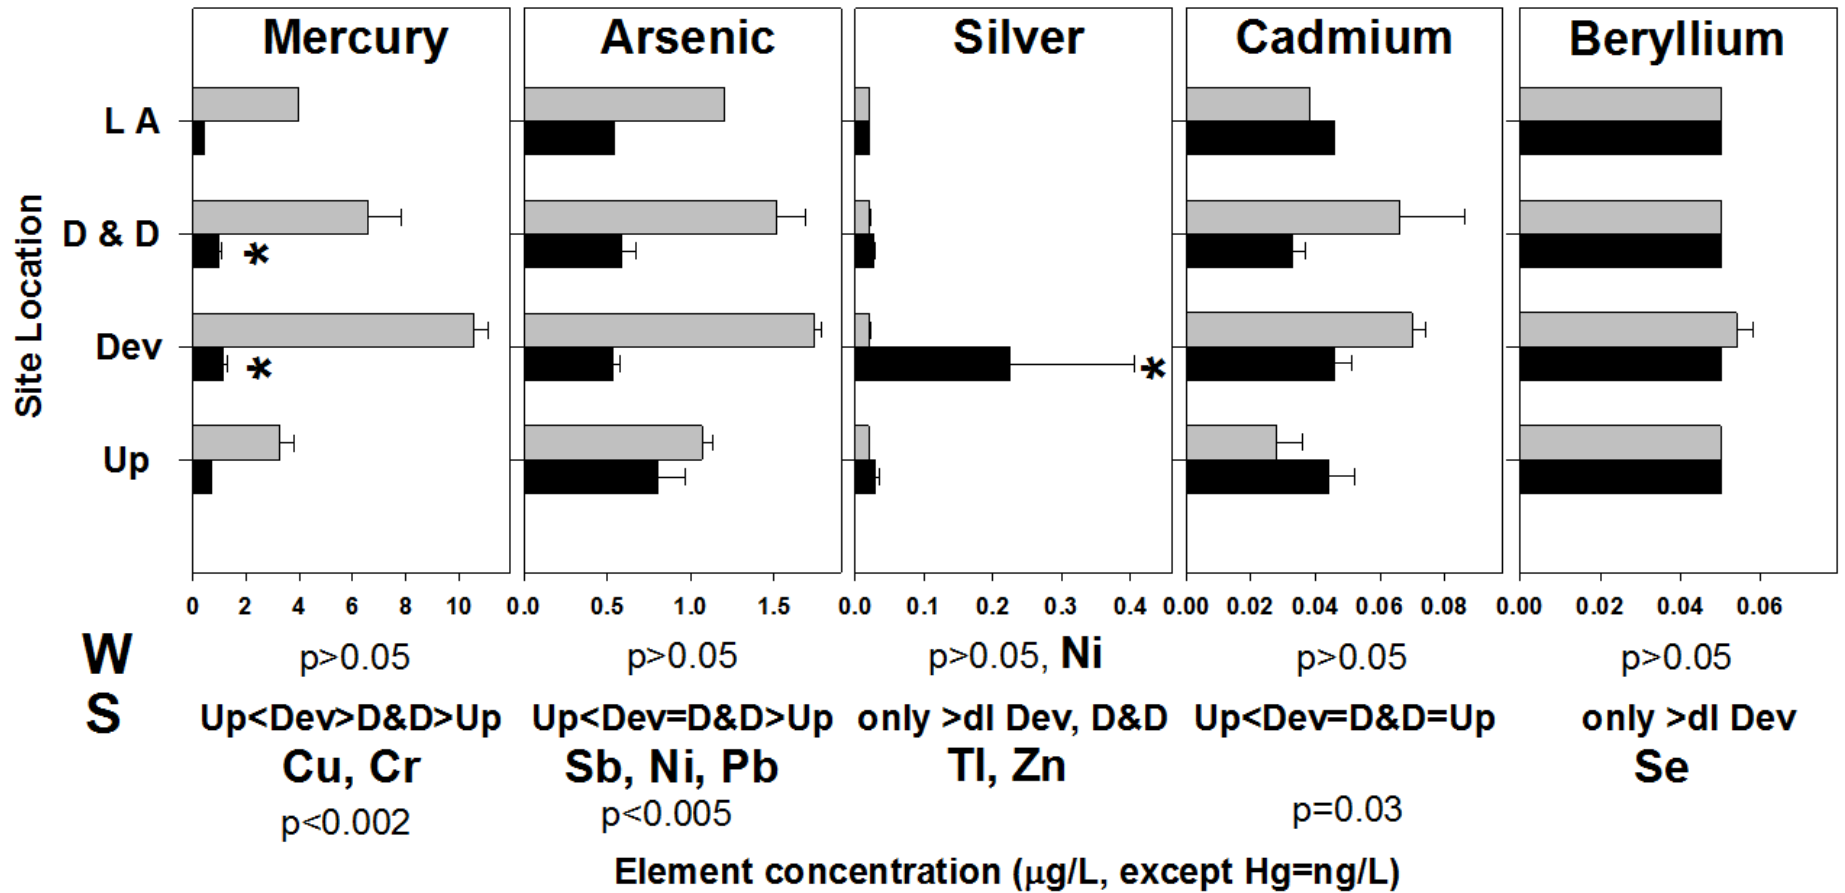 Mercury Arsenic Silver Cadmium Beryllium
L A
D & D
*
Dev
* *
Up
Site Location
0 2 4 6 8 10 0.0 0.5 1.0 1.5 0.0 0.1 0.2 0.3 0.4 0.00 0.02 0.04 0.06 0.08 0.00 0.02 0.04 0.06
W p>0.05 p>0.05 p>0.05, Ni p>0.05 p>0.05
S Up<Dev>D&D>Up Up<Dev=D&D>Up only >dl Dev, D&D Up<Dev=D&D=Up only >dl Dev
Cu, Cr Sb, Ni, Pb Tl, Zn Se
p<0.002 p<0.005 p=0.03
Element concentration (μg/L, except Hg=ng/L)